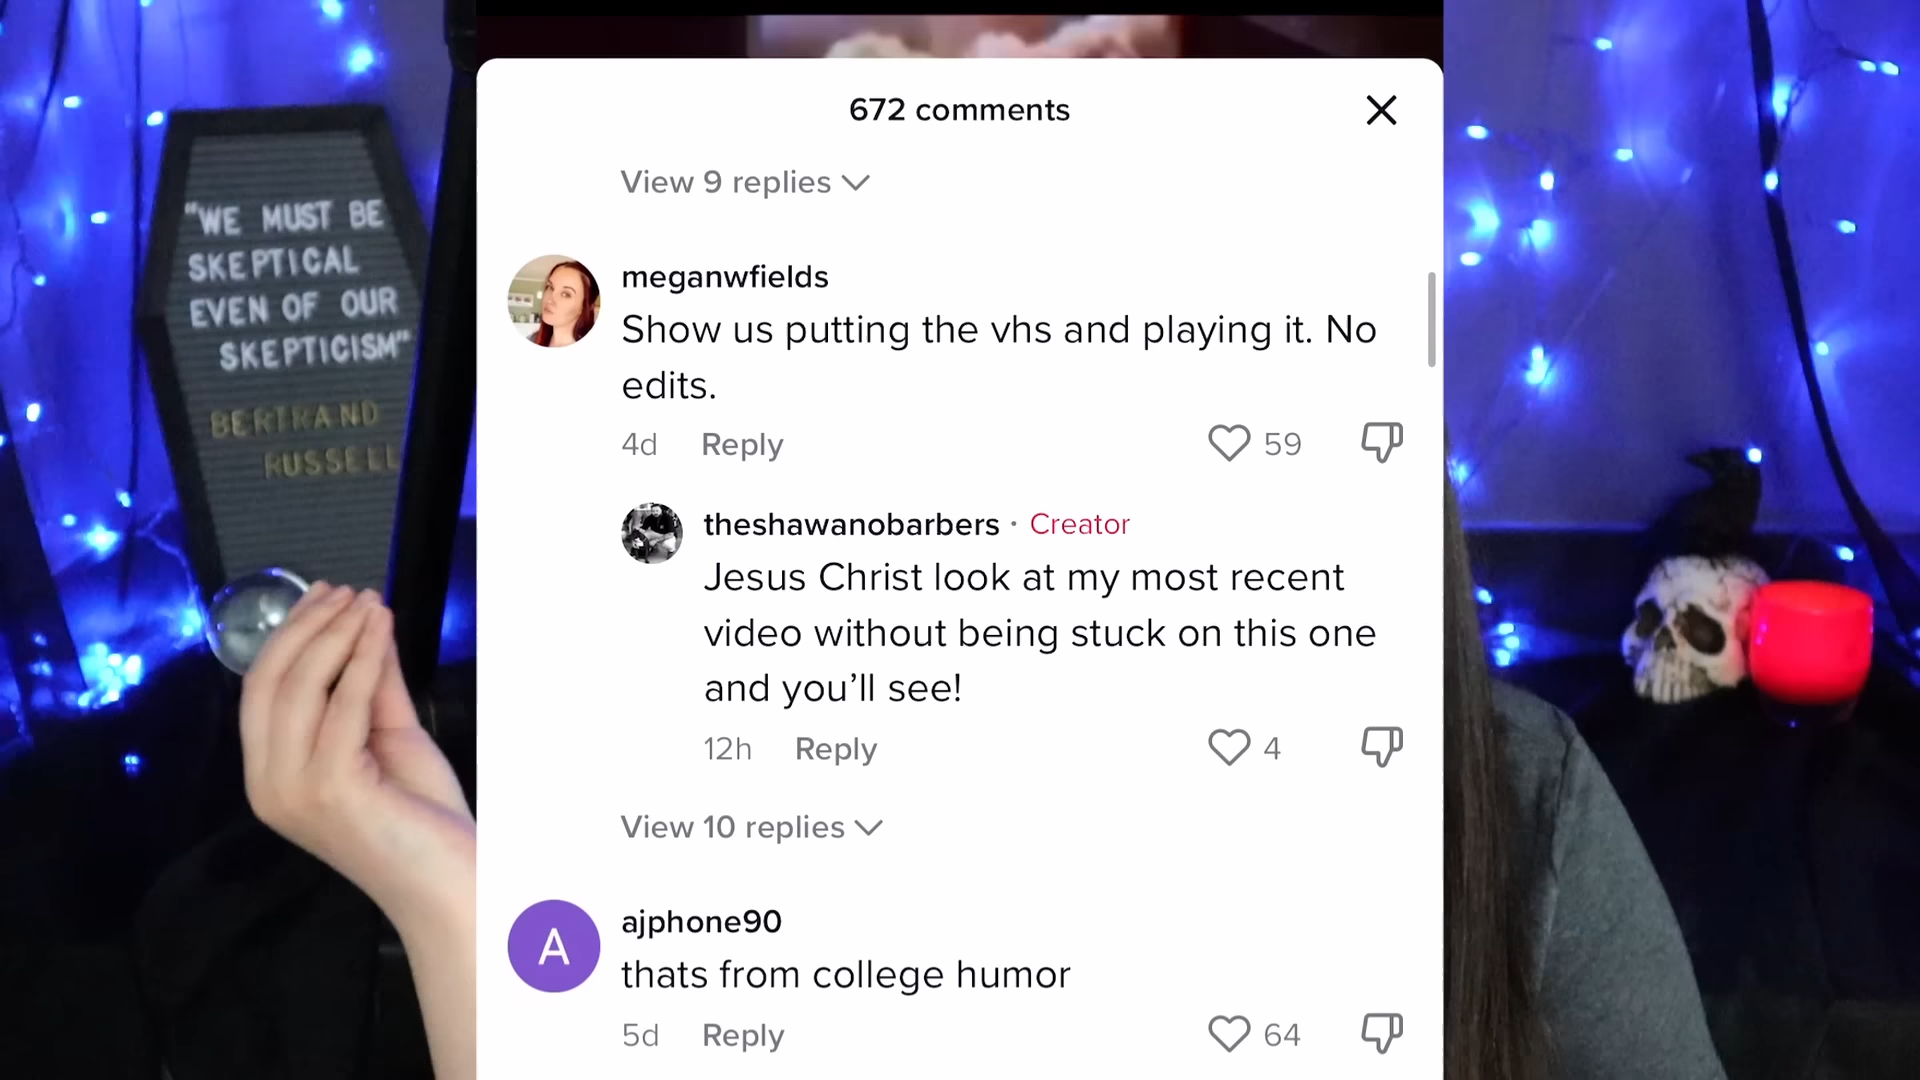 "WE MUST BE
SKEPTICAL
EVEN OF OUR
SKEPTICISM"
BERTRAND
RUSSELL
672 comments
View 9 replies
meganwfields
Show us putting the vhs and playing it. No
edits.
4d Reply 59
theshawanobarbers · Creator
Jesus Christ look at my most recent
video without being stuck on this one
and you'll see!
12h Reply 4
View 10 replies
A
ajphone90
thats from college humor
5d Reply 64